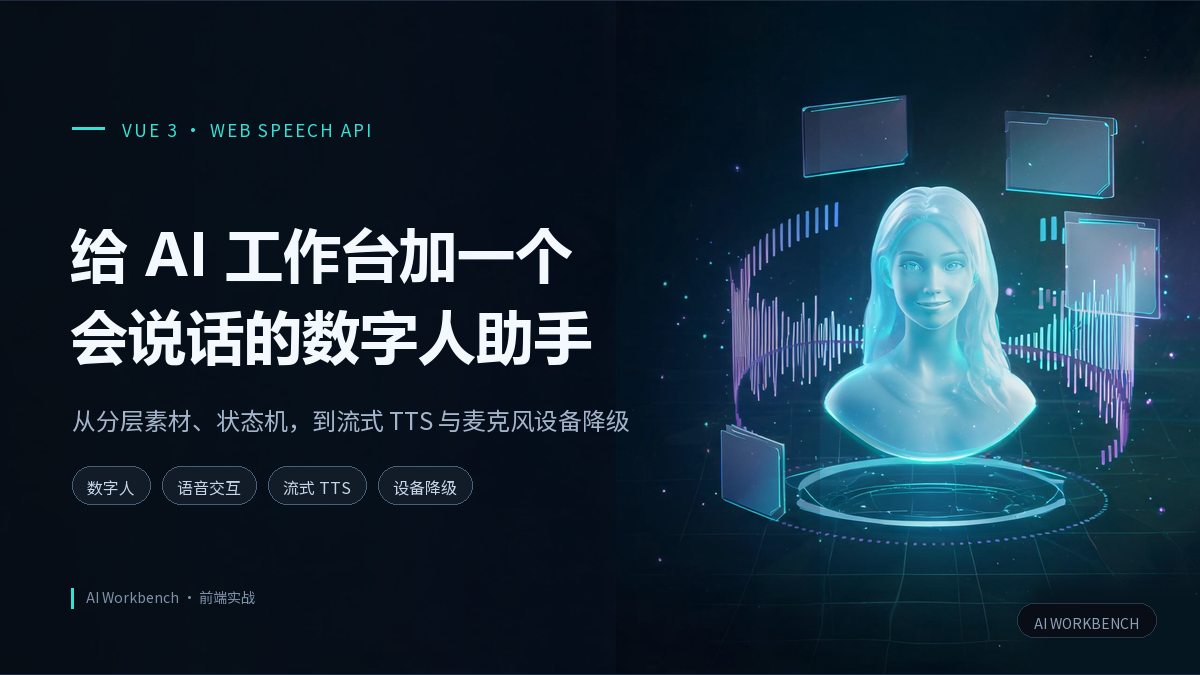 VUE 3 • WEB SPEECH API
给 AI 工作台加一个
会说话的数字人助手
从分层素材、状态机，到流式 TTS 与麦克风设备降级
数字人
语音交互
流式 TTS
设备降级
AI Workbench • 前端实战
AI WORKBENCH